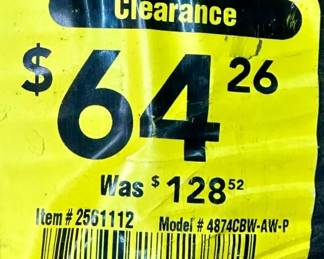 Clearance
$64 26
Was $128 52
Item # 2561112 Model # 4874CBW-AW-P